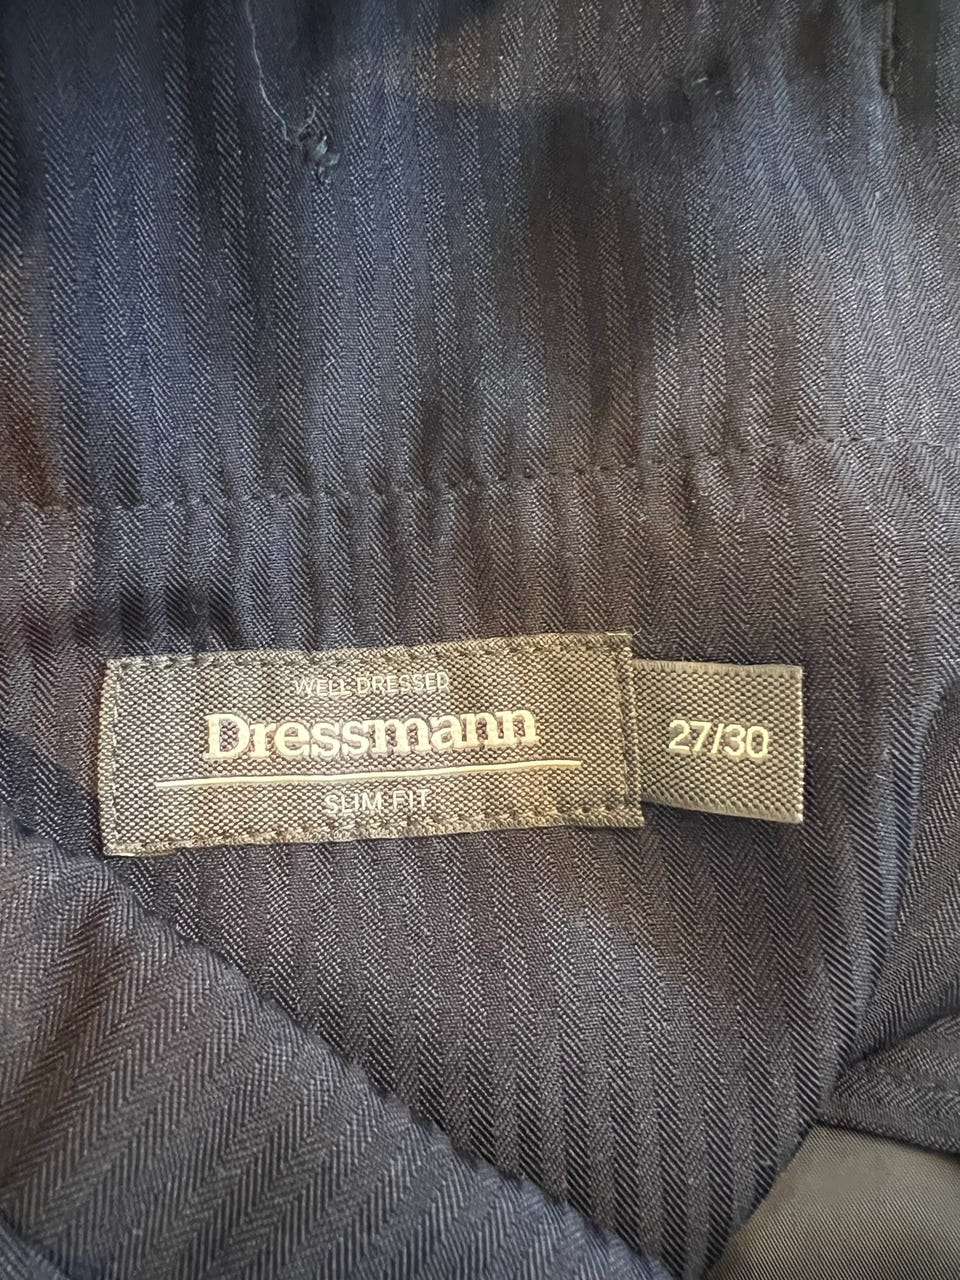 WELL DRESSED
Dressmann
SLIM FIT
27/30